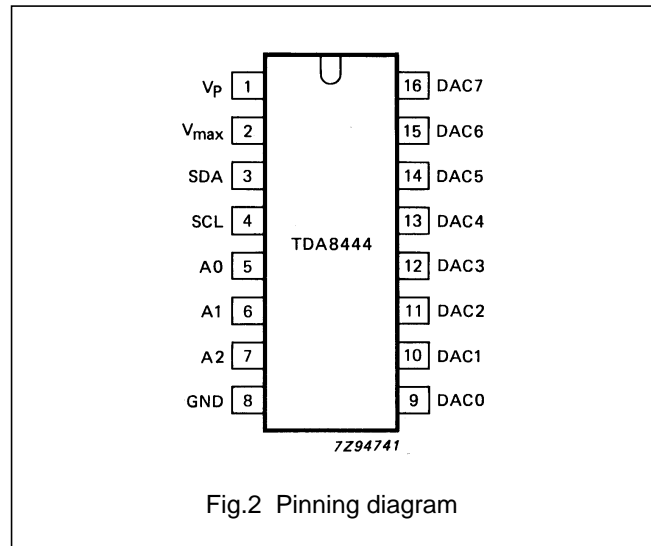 VP 1 16 DAC7
Vmax 2 15 DAC6
SDA 3 14 DAC5
SCL 4 13 DAC4
TDA8444
A0 5 12 DAC3
A1 6 11 DAC2
A2 7 10 DAC1
GND 8 9 DAC0
7Z94741
Fig.2 Pinning diagram